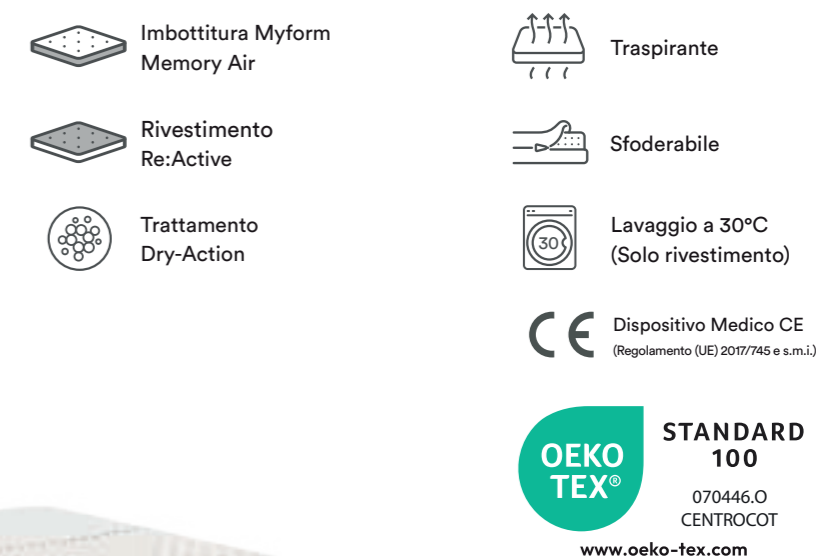 Imbottitura Myform
Memory Air
Rivestimento
Re:Active
Trattamento
Dry-Action
Traspirante
Sfoderabile
30
Lavaggio a 30°C
(Solo rivestimento)
CE
Dispositivo Medico CE
(Regolamento (UE) 2017/745 e s.m.i.)
OEKO
TEX®
STANDARD
100
070446.O
CENTROCOT
www.oeko-tex.com